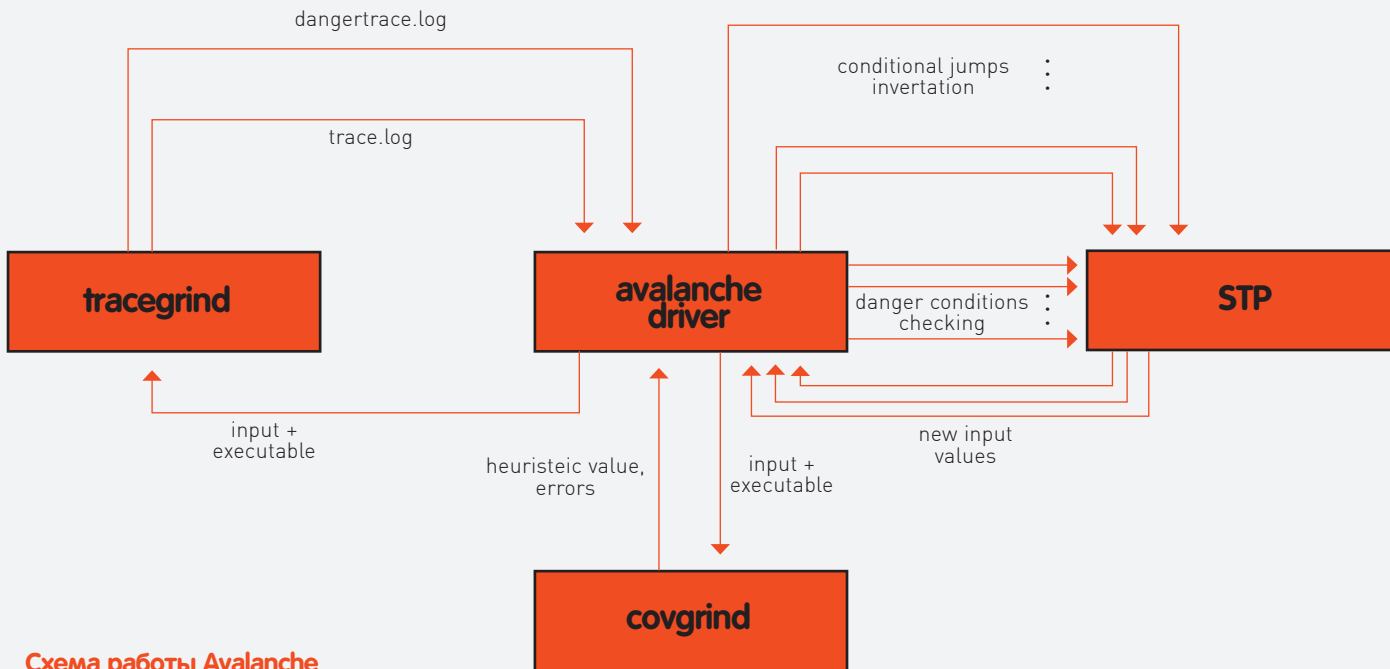 dangertrace.log
conditional jumps
invertation
trace.log
tracegrind
avalanche
driver
danger conditions
checking
STP
input +
executable
heuristeic value,
errors
input +
executable
new input
values
covgrind
Схема работы Avalanche